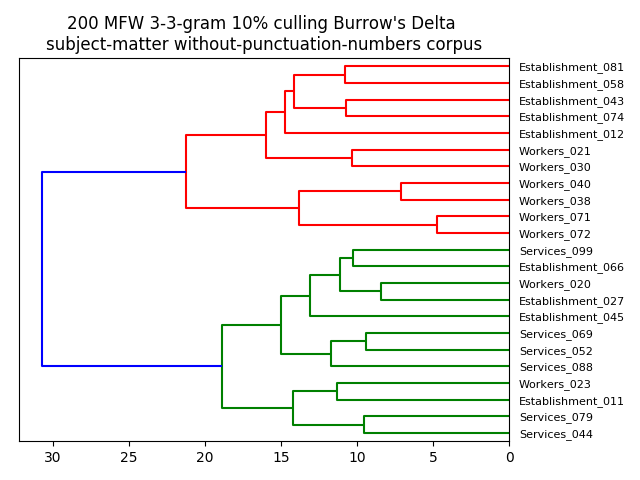 200 MFW 3-3-gram 10% culling Burrow's Delta
subject-matter without-punctuation-numbers corpus
Establishment_081
Establishment_058
Establishment_043
Establishment_074
Establishment_012
Workers_021
Workers_030
Workers_040
Workers_038
Workers_071
Workers_072
Services_099
Establishment_066
Workers_020
Establishment_027
Establishment_045
Services_069
Services_052
Services_088
Workers_023
Establishment_011
Services_079
Services_044
30 25 20 15 10 5 0